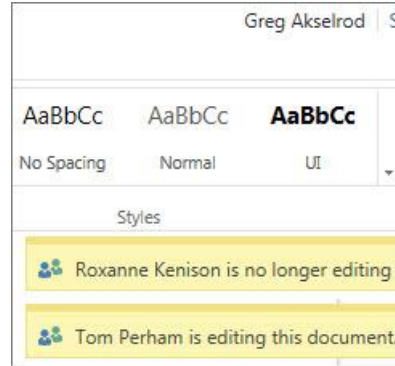 Greg Akselrod
AaBbCc AaBbCc AaBbCc
No Spacing Normal UI
Styles
Roxanne Kenison is no longer editing
Tom Perham is editing this document